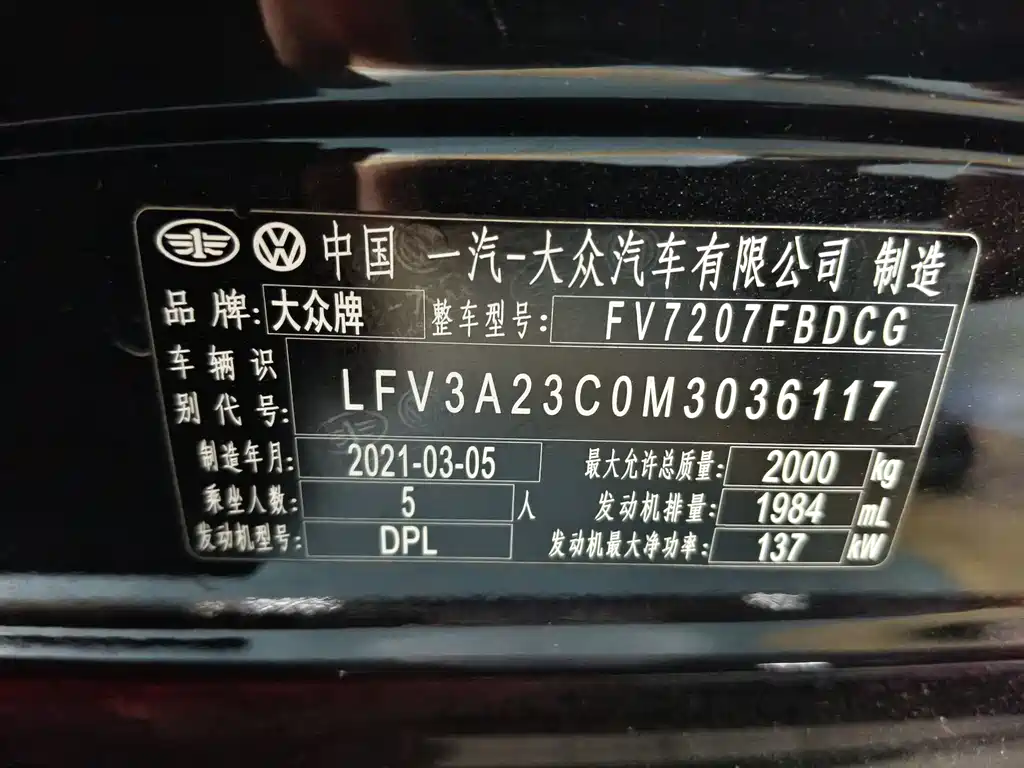 中国 一汽-大众汽车有限公司 制造
品牌: 大众牌 整车型号: FV7207FBDCG
车辆识别代号: LFV3A23C0M3036117
制造年月: 2021-03-05 最大允许总质量: 2000 kg
乘坐人数: 5 人 发动机排量: 1984 mL
发动机型号: DPL 发动机最大净功率: 137 kW